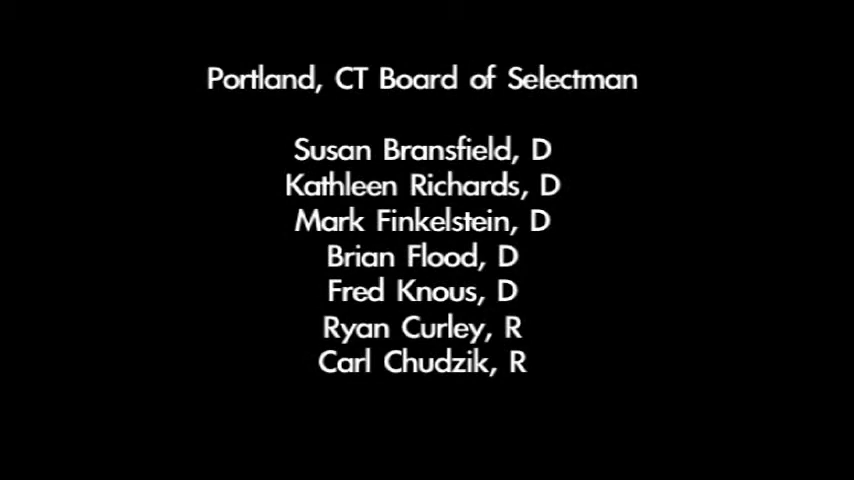 Portland, CT Board of Selectman
Susan Bransfield, D
Kathleen Richards, D
Mark Finkelstein, D
Brian Flood, D
Fred Knous, D
Ryan Curley, R
Carl Chudzik, R